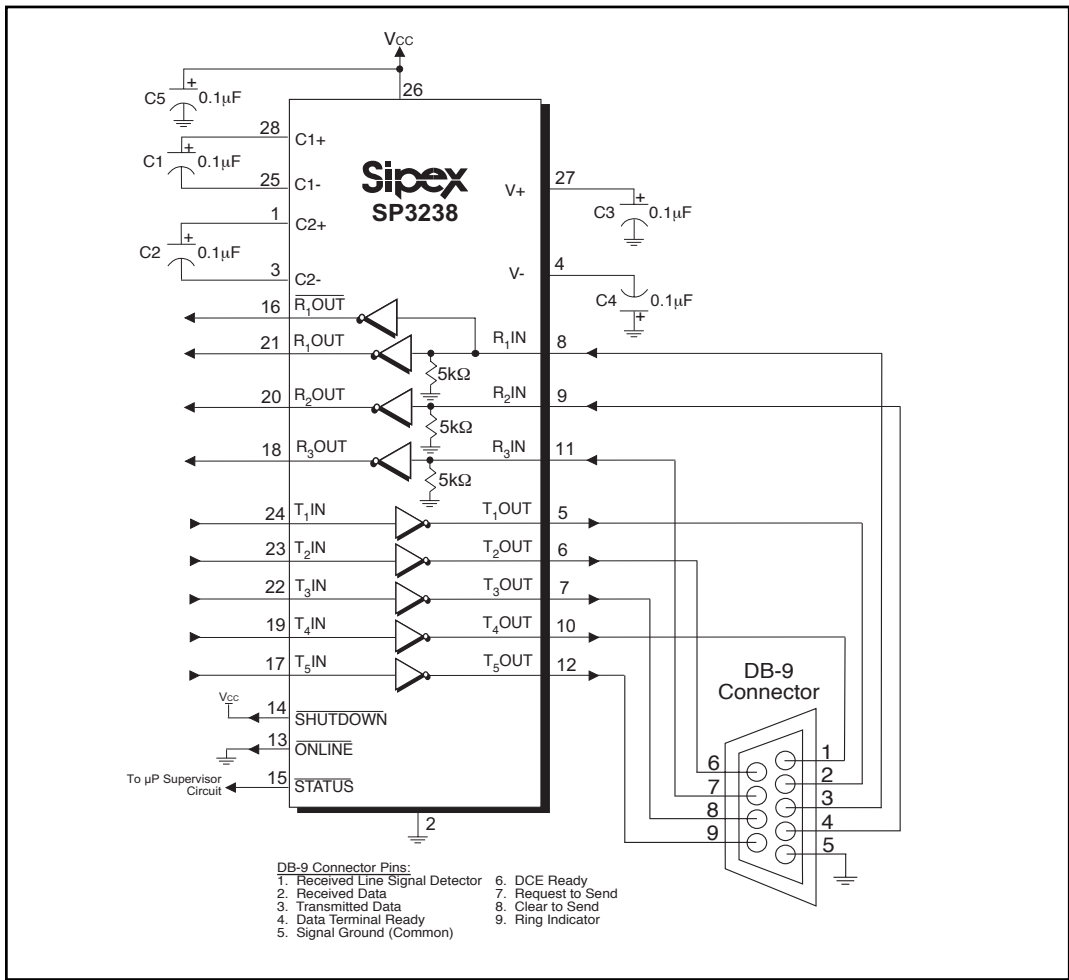 VCC
26
C5
+
0.1µF
28
C1+
C1
+
0.1µF
25
C1-
Sipex
SP3238
V+
27
+
C3
0.1µF
1
C2+
C2
+
0.1µF
3
C2-
V-
4
C4
0.1µF
+
16
R1OUT
21
R1OUT
R1IN
8
5kΩ
20
R2OUT
R2IN
9
5kΩ
18
R3OUT
R3IN
11
5kΩ
24
T1IN
T1OUT
5
23
T2IN
T2OUT
6
22
T3IN
T3OUT
7
19
T4IN
T4OUT
10
17
T5IN
T5OUT
12
VCC
14
SHUTDOWN
13
ONLINE
To µP Supervisor
Circuit
15
STATUS
2
DB-9
Connector
6
7
8
9
1
2
3
4
5
DB-9 Connector Pins:
1. Received Line Signal Detector
2. Received Data
3. Transmitted Data
4. Data Terminal Ready
5. Signal Ground (Common)
6. DCE Ready
7. Request to Send
8. Clear to Send
9. Ring Indicator